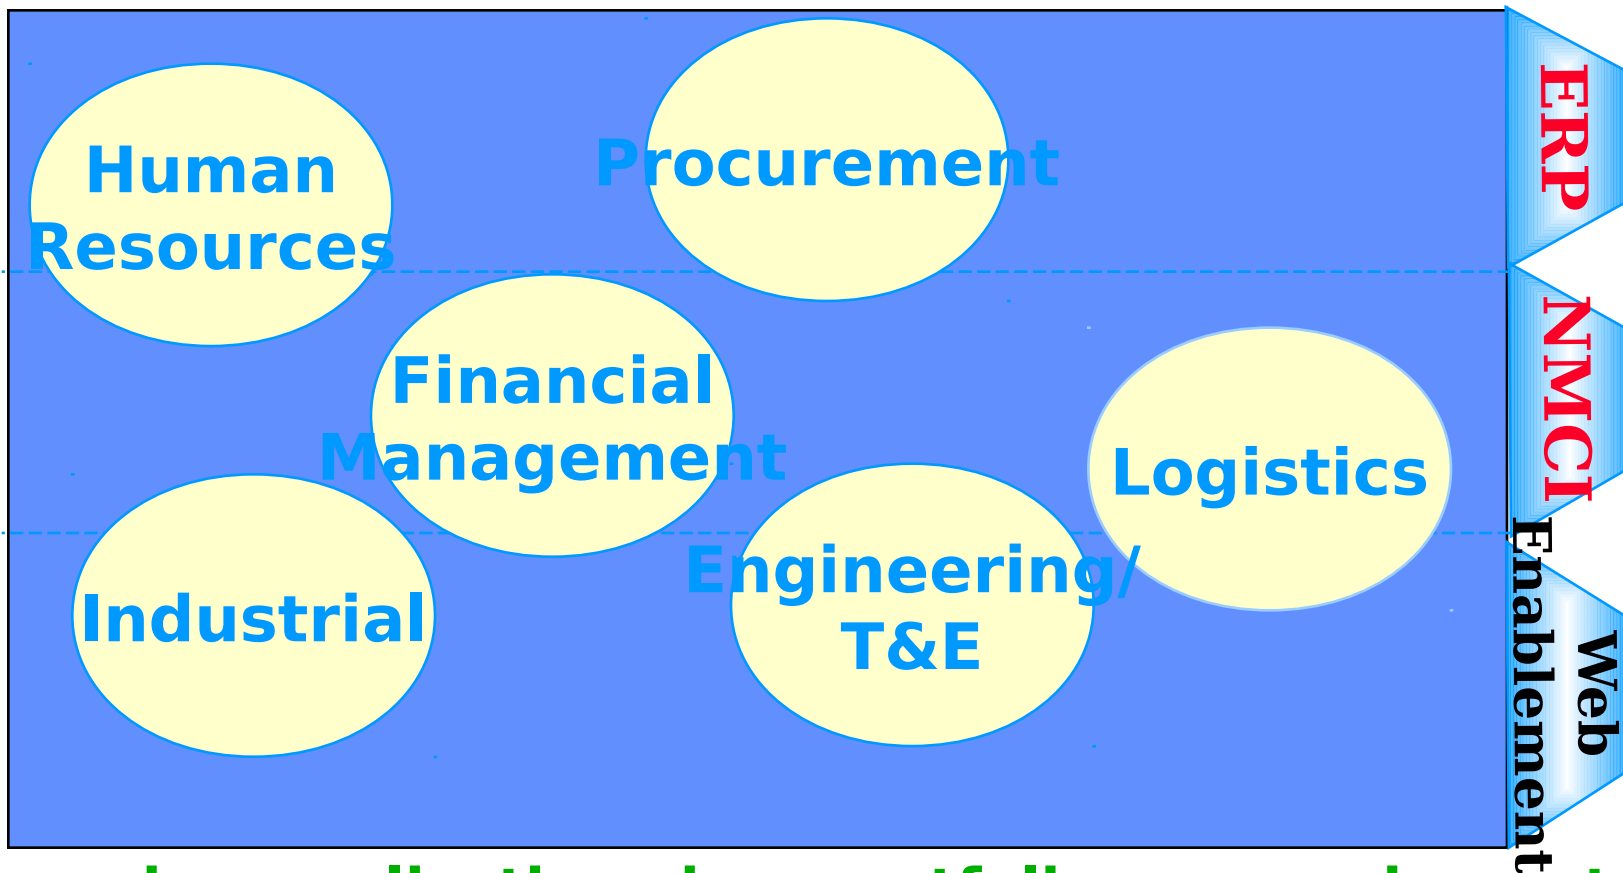 Human
Resources
Procurement
Financial
Management
Logistics
Industrial
Engineering/
T&E
ERP
NMCI
Web
Enablement